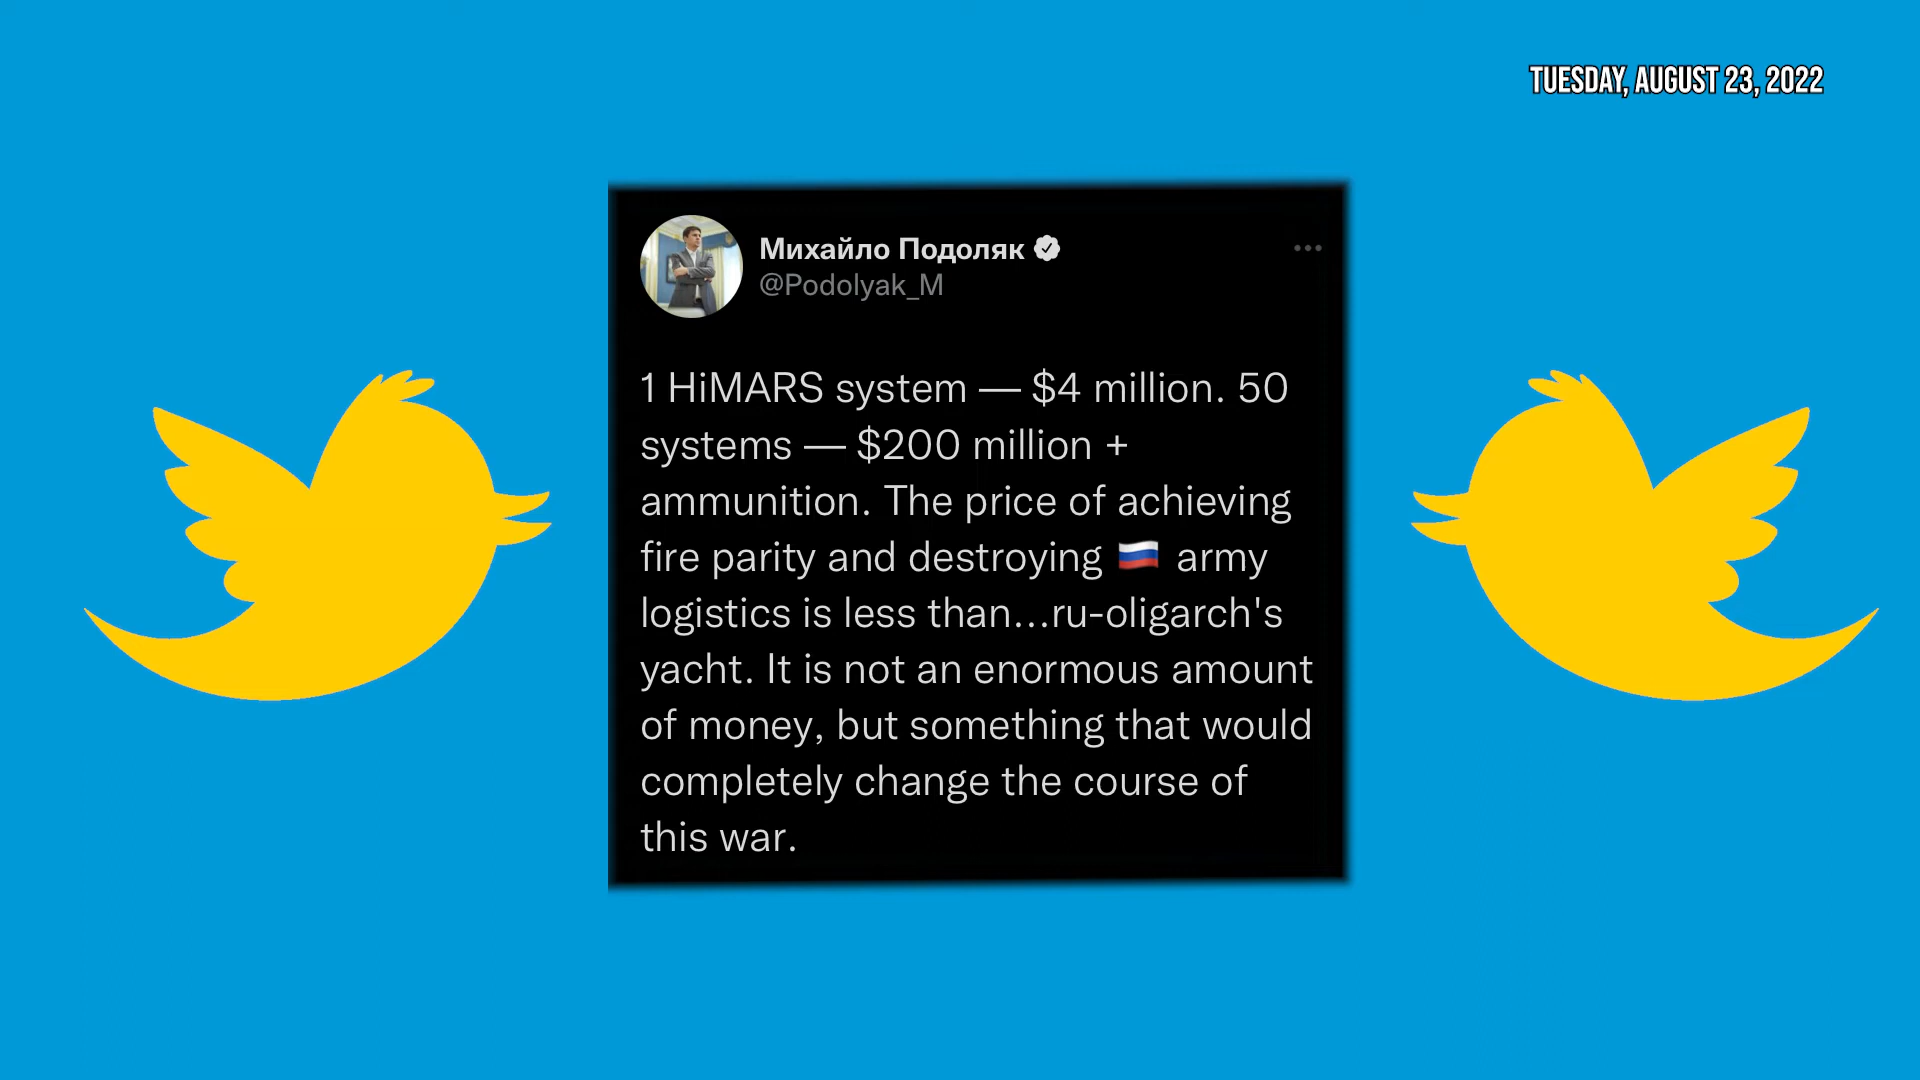 TUESDAY, AUGUST 23, 2022
Михайло Подоляк
@Podolyak_M
1 HiMARS system — $4 million. 50
systems — $200 million +
ammunition. The price of achieving
fire parity and destroying 🇷🇺 army
logistics is less than...ru-oligarch's
yacht. It is not an enormous amount
of money, but something that would
completely change the course of
this war.